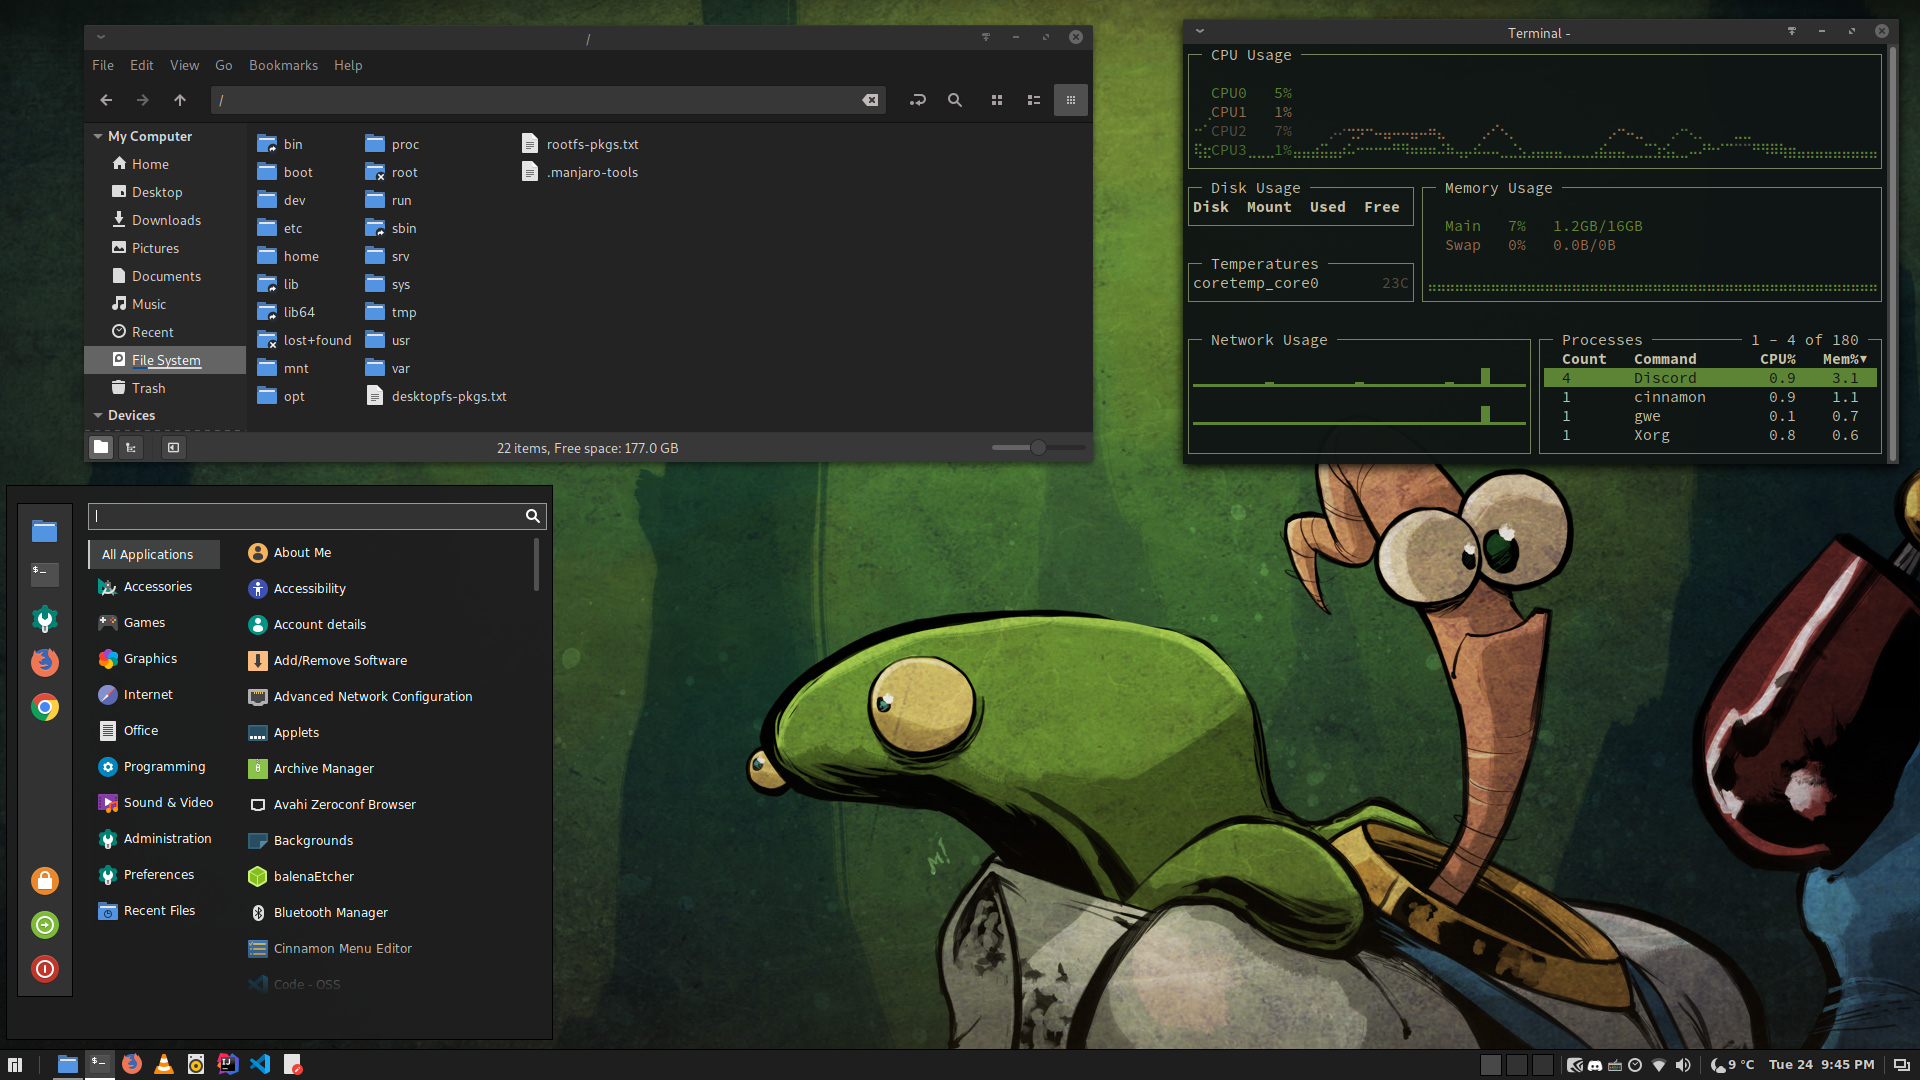 /
File Edit View Go Bookmarks Help
/
My Computer
Home
Desktop
Downloads
Pictures
Documents
Music
Recent
File System
Trash
Devices
bin
boot
dev
etc
home
lib
lib64
lost+found
mnt
opt
proc
root
run
sbin
srv
sys
tmp
usr
var
desktopfs-pkgs.txt
rootfs-pkgs.txt
.manjaro-tools
22 items, Free space: 177.0 GB
Terminal -
CPU Usage
CPU0 5%
CPU1 1%
CPU2 7%
CPU3 1%
Disk Usage
Disk Mount Used Free
Memory Usage
Main 7% 1.2GB/16GB
Swap 0% 0.0B/0B
Temperatures
coretemp_core0 23C
Network Usage
Processes 1 - 4 of 180
Count Command CPU% Mem%▼
4 Discord 0.9 3.1
1 cinnamon 0.9 1.1
1 gwe 0.1 0.7
1 Xorg 0.8 0.6
All Applications
Accessories
Games
Graphics
Internet
Office
Programming
Sound & Video
Administration
Preferences
Recent Files
About Me
Accessibility
Account details
Add/Remove Software
Advanced Network Configuration
Applets
Archive Manager
Avahi Zeroconf Browser
Backgrounds
balenaEtcher
Bluetooth Manager
Cinnamon Menu Editor
Code - OSS
M!
9 °C Tue 24 9:45 PM